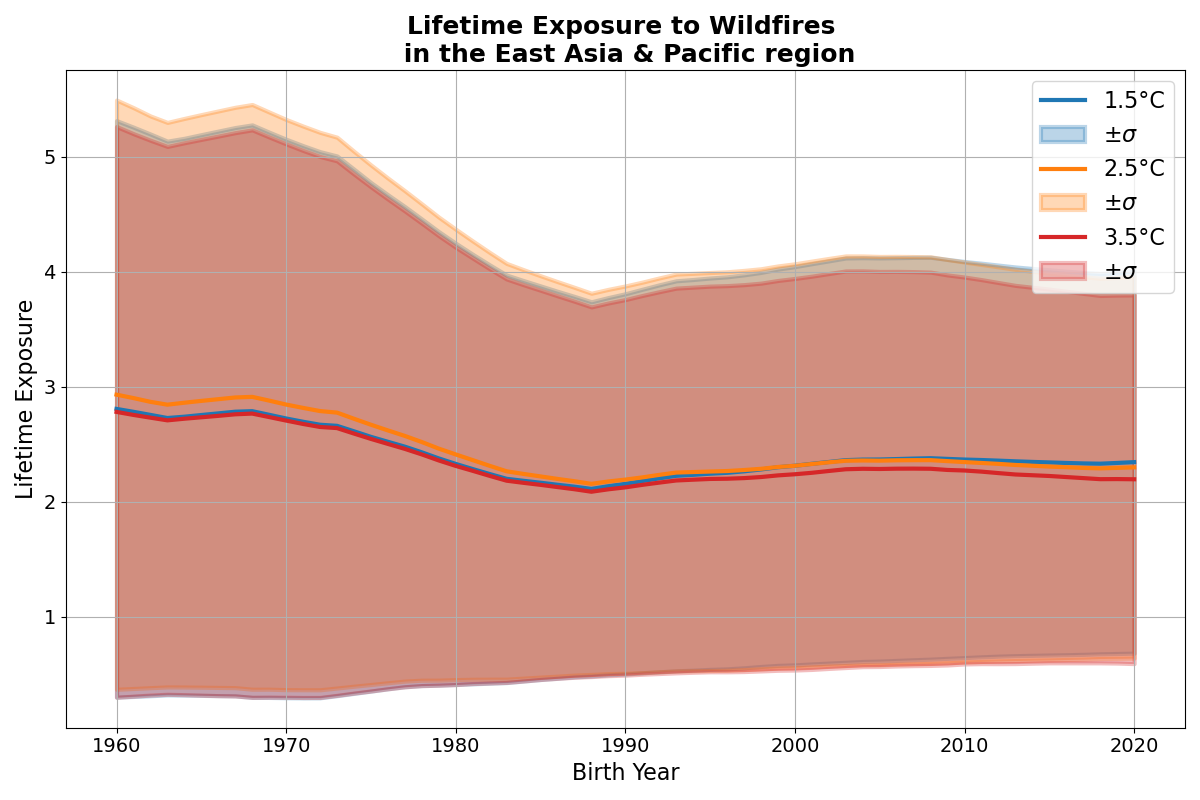 Lifetime Exposure to Wildfires
in the East Asia & Pacific region
Lifetime Exposure
5
4
3
2
1
1960
1970
1980
1990
2000
2010
2020
Birth Year
1.5°C
±σ
2.5°C
±σ
3.5°C
±σ